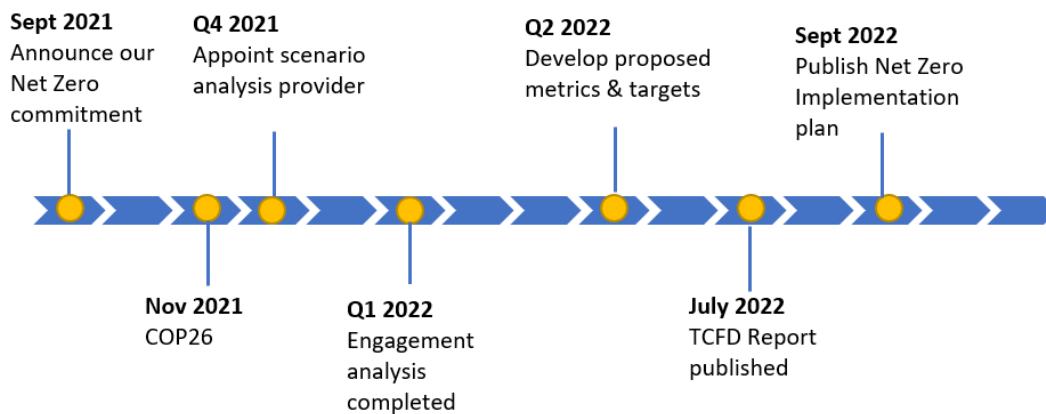 Sept 2021
Announce our
Net Zero
commitment
Q4 2021
Appoint scenario
analysis provider
Q2 2022
Develop proposed
metrics & targets
Sept 2022
Publish Net Zero
Implementation
plan
Nov 2021
COP26
Q1 2022
Engagement
analysis
completed
July 2022
TCFD Report
published